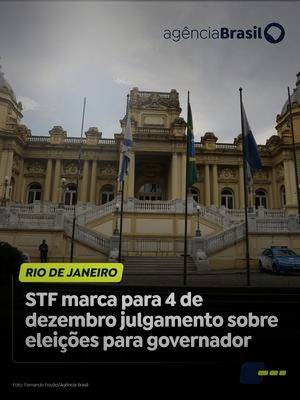 agênciaBrasil
RIO DE JANEIRO
STF marca para 4 de
dezembro julgamento sobre
eleições para governador
Foto: Fernando Frazão/Agência Brasil